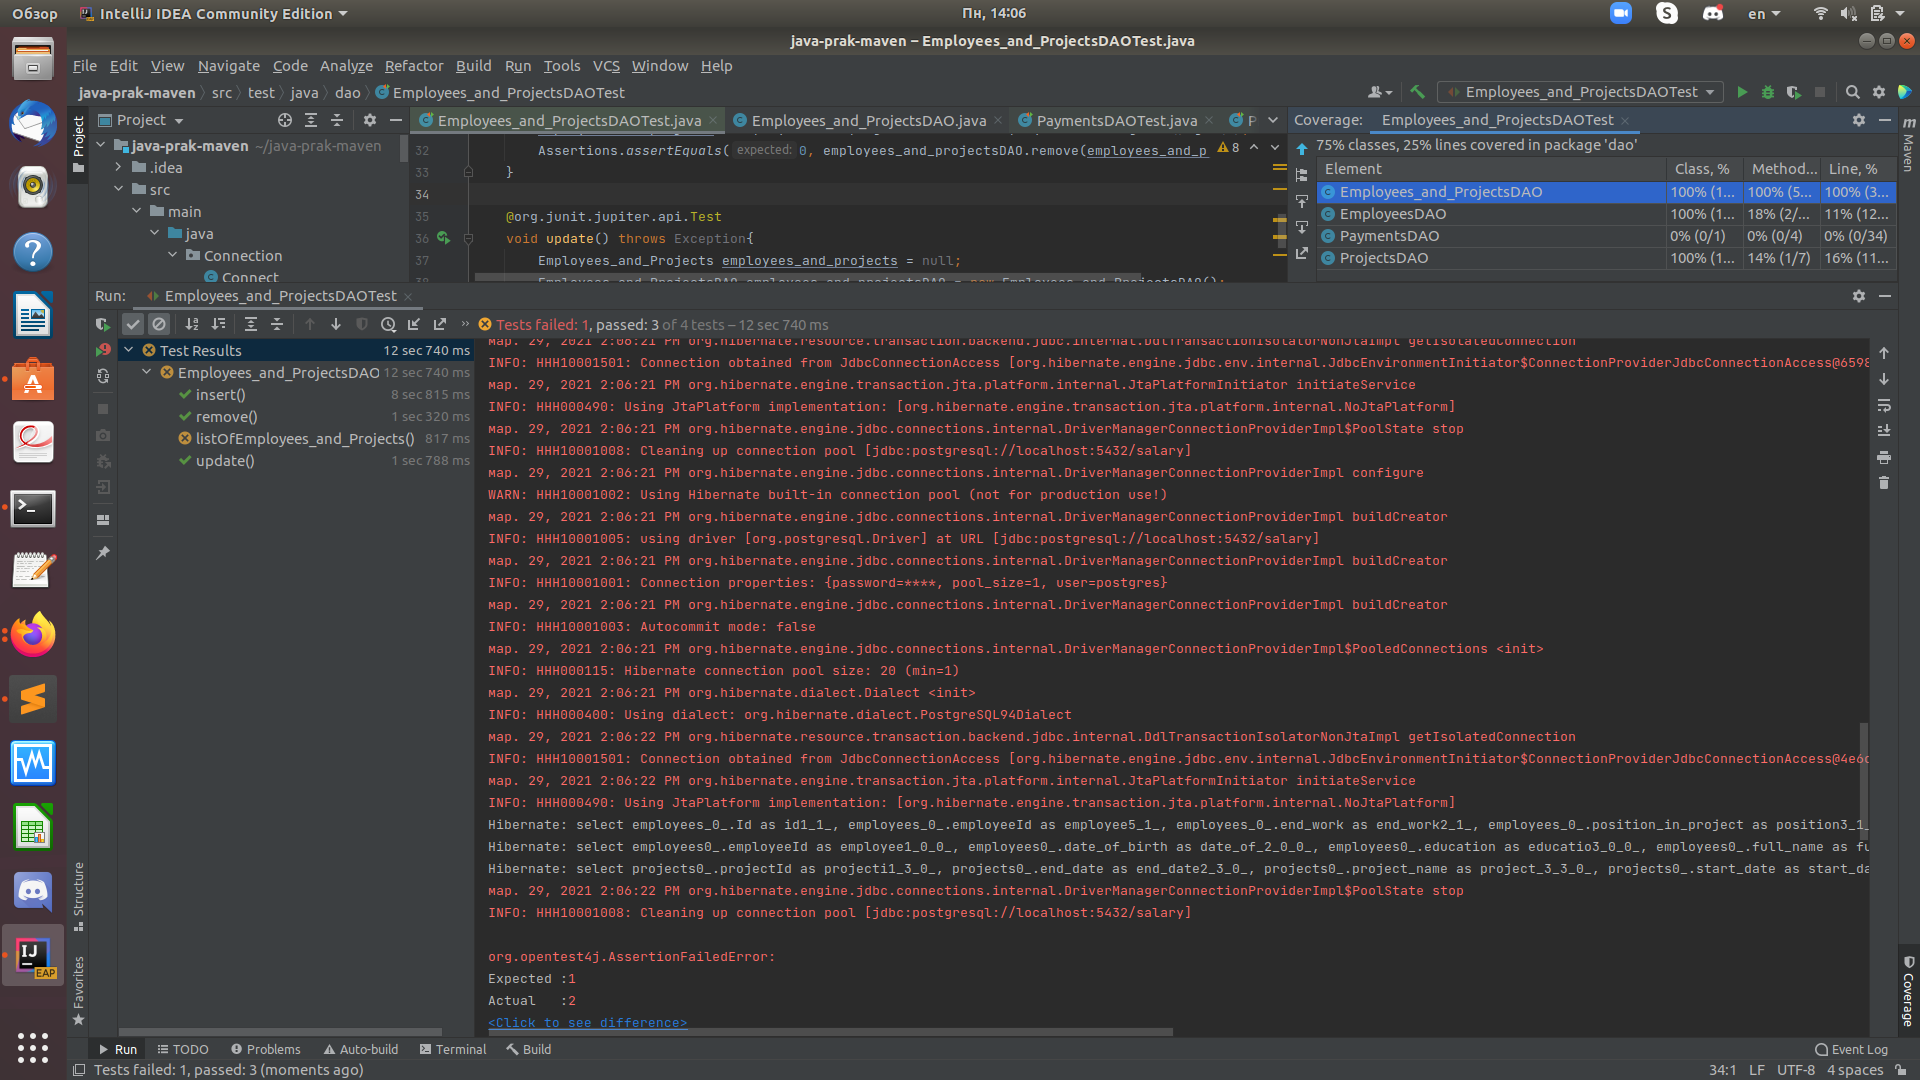 Обзор
IntelliJ IDEA Community Edition
Пн, 14:06
en
java-prak-maven – Employees_and_ProjectsDAOTest.java
File Edit View Navigate Code Analyze Refactor Build Run Tools VCS Window Help
java-prak-maven src test java dao Employees_and_ProjectsDAOTest
Employees_and_ProjectsDAOTest
Project
Employees_and_ProjectsDAOTest.java
Employees_and_ProjectsDAO.java
PaymentsDAOTest.java
P
Coverage: Employees_and_ProjectsDAOTest
Project
Maven
java-prak-maven ~/java-prak-maven
.idea
src
main
java
Connection
Connect
32 Assertions.assertEquals( expected: 0, employees_and_projectsDAO.remove(employees_and_p
8
33 }
34
35 @org.junit.jupiter.api.Test
36 void update() throws Exception{
37 Employees_and_Projects employees_and_projects = null;
75% classes, 25% lines covered in package 'dao'
Element Class, % Method... Line, %
Employees_and_ProjectsDAO 100% (1... 100% (5... 100% (3...
EmployeesDAO 100% (1... 18% (2/... 11% (12...
PaymentsDAO 0% (0/1) 0% (0/4) 0% (0/34)
ProjectsDAO 100% (1... 14% (1/7) 16% (11...
Run: Employees_and_ProjectsDAOTest
Tests failed: 1, passed: 3 of 4 tests – 12 sec 740 ms
Test Results 12 sec 740 ms
Employees_and_ProjectsDAO 12 sec 740 ms
insert() 8 sec 815 ms
remove() 1 sec 320 ms
listOfEmployees_and_Projects() 817 ms
update() 1 sec 788 ms
мар. 29, 2021 2:06:21 PM org.hibernate.resource.transaction.backend.jdbc.internal.DdlTransactionIsolatorNonJtaImpl getIsolatedConnection
INFO: HHH10001501: Connection obtained from JdbcConnectionAccess [org.hibernate.engine.jdbc.env.internal.JdbcEnvironmentInitiator$ConnectionProviderJdbcConnectionAccess@6598
мар. 29, 2021 2:06:21 PM org.hibernate.engine.transaction.jta.platform.internal.JtaPlatformInitiator initiateService
INFO: HHH000490: Using JtaPlatform implementation: [org.hibernate.engine.transaction.jta.platform.internal.NoJtaPlatform]
мар. 29, 2021 2:06:21 PM org.hibernate.engine.jdbc.connections.internal.DriverManagerConnectionProviderImpl$PoolState stop
INFO: HHH10001008: Cleaning up connection pool [jdbc:postgresql://localhost:5432/salary]
мар. 29, 2021 2:06:21 PM org.hibernate.engine.jdbc.connections.internal.DriverManagerConnectionProviderImpl configure
WARN: HHH10001002: Using Hibernate built-in connection pool (not for production use!)
мар. 29, 2021 2:06:21 PM org.hibernate.engine.jdbc.connections.internal.DriverManagerConnectionProviderImpl buildCreator
INFO: HHH10001005: using driver [org.postgresql.Driver] at URL [jdbc:postgresql://localhost:5432/salary]
мар. 29, 2021 2:06:21 PM org.hibernate.engine.jdbc.connections.internal.DriverManagerConnectionProviderImpl buildCreator
INFO: HHH10001001: Connection properties: {password=****, pool_size=1, user=postgres}
мар. 29, 2021 2:06:21 PM org.hibernate.engine.jdbc.connections.internal.DriverManagerConnectionProviderImpl buildCreator
INFO: HHH10001003: Autocommit mode: false
мар. 29, 2021 2:06:21 PM org.hibernate.engine.jdbc.connections.internal.DriverManagerConnectionProviderImpl$PooledConnections <init>
INFO: HHH000115: Hibernate connection pool size: 20 (min=1)
мар. 29, 2021 2:06:21 PM org.hibernate.dialect.Dialect <init>
INFO: HHH000400: Using dialect: org.hibernate.dialect.PostgreSQL94Dialect
мар. 29, 2021 2:06:22 PM org.hibernate.resource.transaction.backend.jdbc.internal.DdlTransactionIsolatorNonJtaImpl getIsolatedConnection
INFO: HHH10001501: Connection obtained from JdbcConnectionAccess [org.hibernate.engine.jdbc.env.internal.JdbcEnvironmentInitiator$ConnectionProviderJdbcConnectionAccess@4e6d
мар. 29, 2021 2:06:22 PM org.hibernate.engine.transaction.jta.platform.internal.JtaPlatformInitiator initiateService
INFO: HHH000490: Using JtaPlatform implementation: [org.hibernate.engine.transaction.jta.platform.internal.NoJtaPlatform]
Hibernate: select employees_0_.Id as id1_1_, employees_0_.employeeId as employee5_1_, employees_0_.end_work as end_work2_1_, employees_0_.position_in_project as position3_1_
Hibernate: select employees0_.employeeId as employee1_0_0_, employees0_.date_of_birth as date_of_2_0_0_, employees0_.education as educatio3_0_0_, employees0_.full_name as fu
Hibernate: select projects0_.projectId as projecti1_3_0_, projects0_.end_date as end_date2_3_0_, projects0_.project_name as project_3_3_0_, projects0_.start_date as start_da
мар. 29, 2021 2:06:22 PM org.hibernate.engine.jdbc.connections.internal.DriverManagerConnectionProviderImpl$PoolState stop
INFO: HHH10001008: Cleaning up connection pool [jdbc:postgresql://localhost:5432/salary]
org.opentest4j.AssertionFailedError:
Expected :1
Actual :2
<Click to see difference>
Structure
Favorites
Coverage
IJ
EAP
Run TODO Problems Auto-build Terminal Build Event Log
Tests failed: 1, passed: 3 (moments ago)
34:1 LF UTF-8 4 spaces